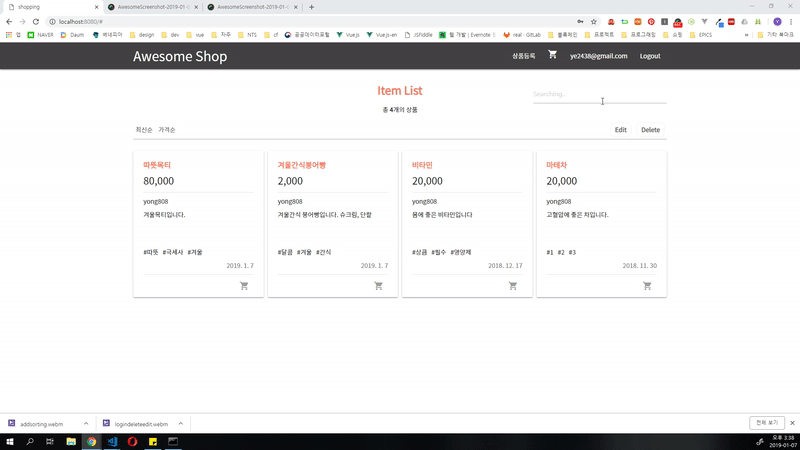 shopping
AwesomeScreenshot-2019-01-
AwesomeScreenshot-2019-01-
localhost:8080/#
앱 NAVER Daum 벅네피아 design dev vue 자주 NTS sf 공공데이터포털 Vue.js Vue.js-en JSFiddle 웹 개발 | Evernote real · GitLab 블록체인 프로젝트 프로그래밍 쇼핑 EPICS » 기타 북마크
Awesome Shop 상품등록 ye2438@gmail.com Logout
Item List
Searching..
총 4개의 상품
최신순 가격순 Edit Delete
따뜻목티 겨울간식붕어빵 비타민 마테차
80,000 2,000 20,000 20,000
yong808 yong808 yong808 yong808
겨울목티입니다. 겨울간식 붕어빵입니다. 슈크림, 단팥 몸에 좋은 비타민입니다 고혈압에 좋은 차입니다.
#따뜻 #극세사 #겨울 #달콤 #겨울 #간식 #상큼 #필수 #영양제 #1 #2 #3
2019. 1. 7 2019. 1. 7 2018. 12. 17 2018. 11. 30
addsorting.webm logindeleteedit.webm 전체 보기
오후 3:38
2019-01-07